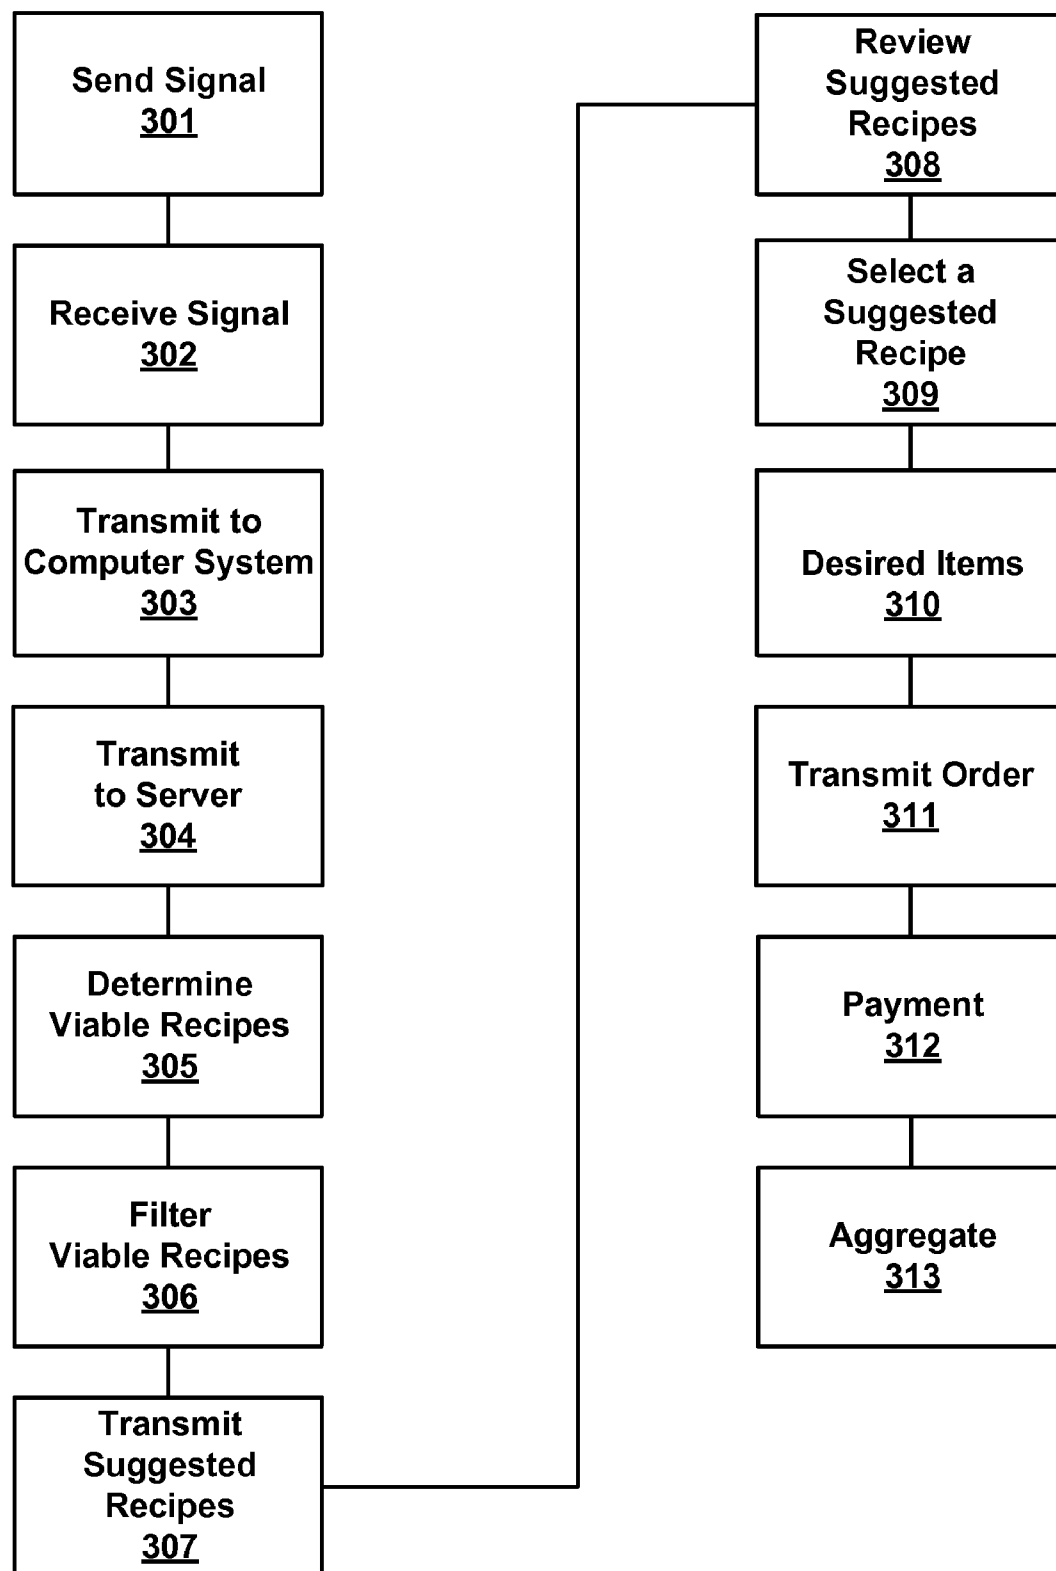 Send Signal
301
Receive Signal
302
Transmit to
Computer System
303
Transmit
to Server
304
Determine
Viable Recipes
305
Filter
Viable Recipes
306
Transmit
Suggested
Recipes
307
Review
Suggested
Recipes
308
Select a
Suggested
Recipe
309
Desired Items
310
Transmit Order
311
Payment
312
Aggregate
313